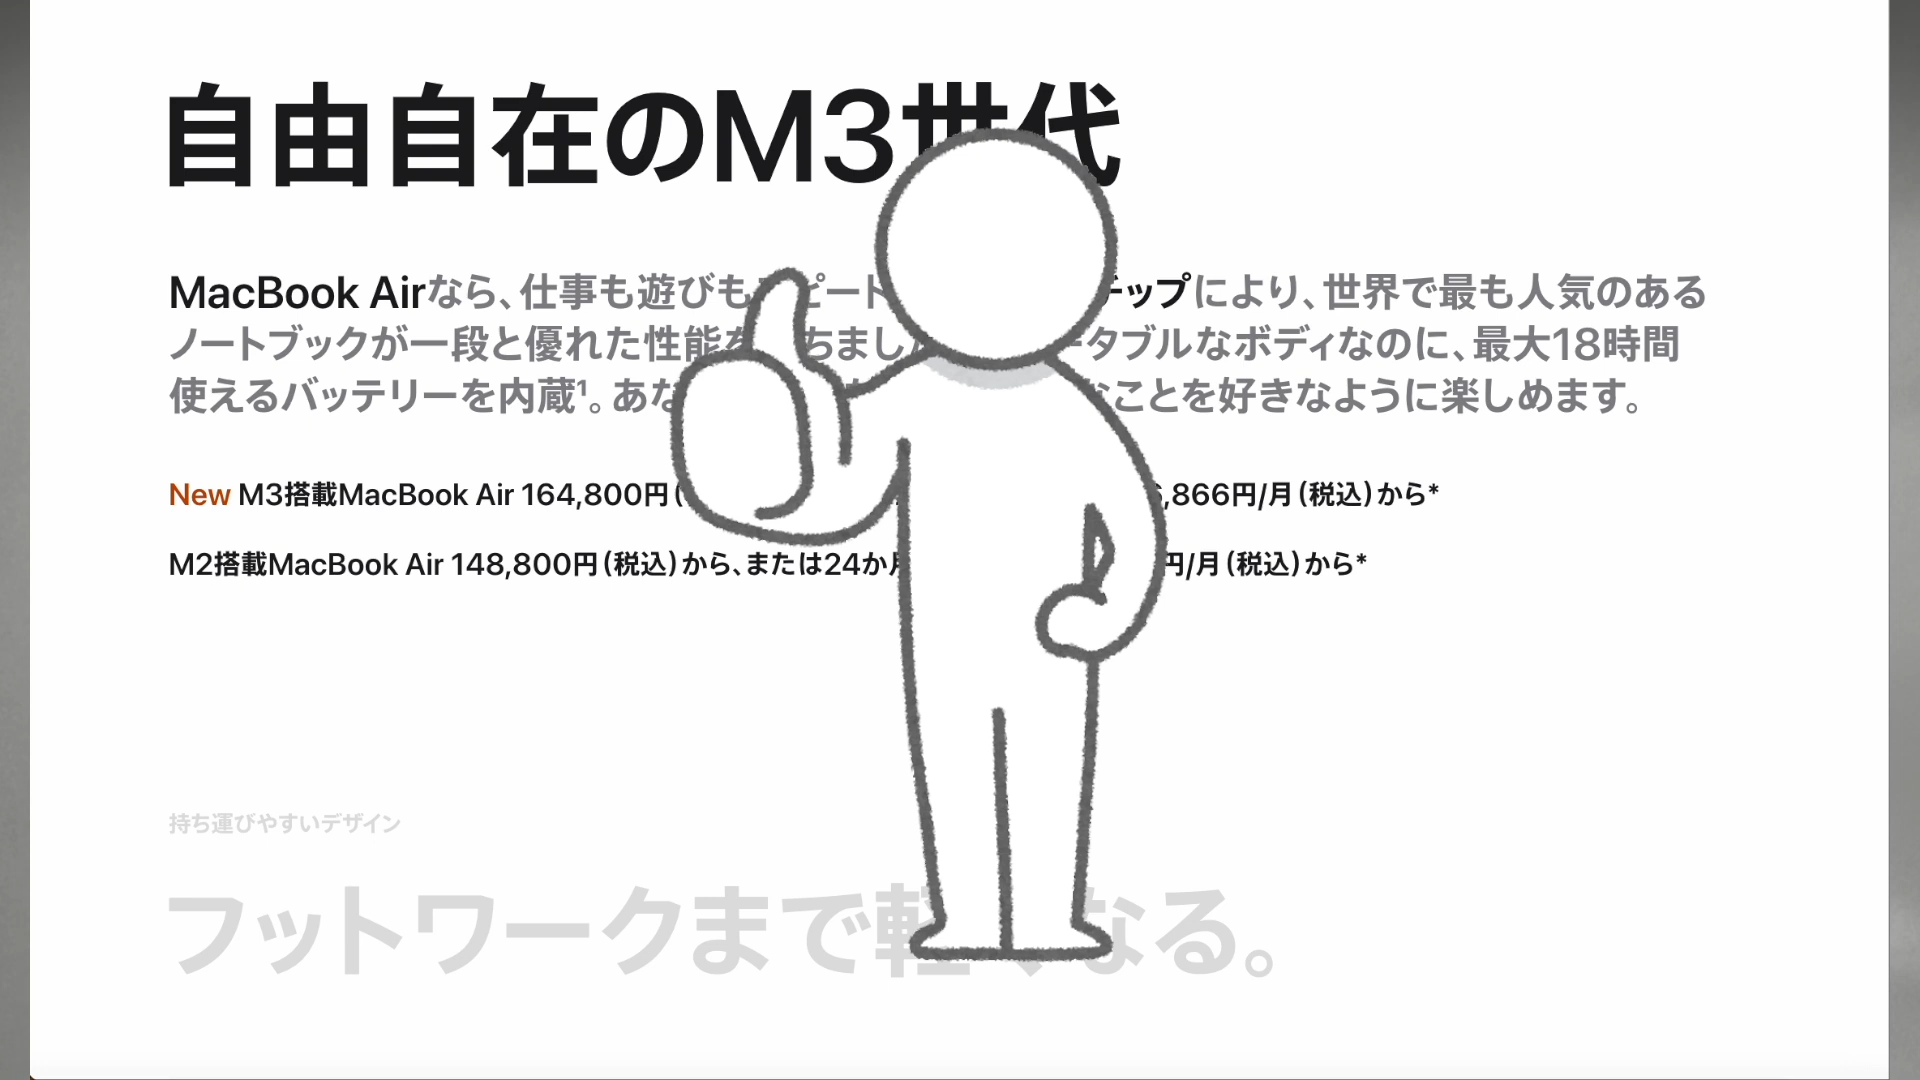 自由自在のM3世代
MacBook Airなら、仕事も遊びもスピート チップにより、世界で最も人気のある
ノートブックが一段と優れた性能を ちまし タブルなボディなのに、最大18時間
使えるバッテリーを内蔵¹。あな なことを好きなように楽しめます。
New M3搭載MacBook Air 164,800円( 6,866円/月(税込)から*
M2搭載MacBook Air 148,800円(税込)から、または24か月 円/月(税込)から*
持ち運びやすいデザイン
フットワークまで軽くなる。